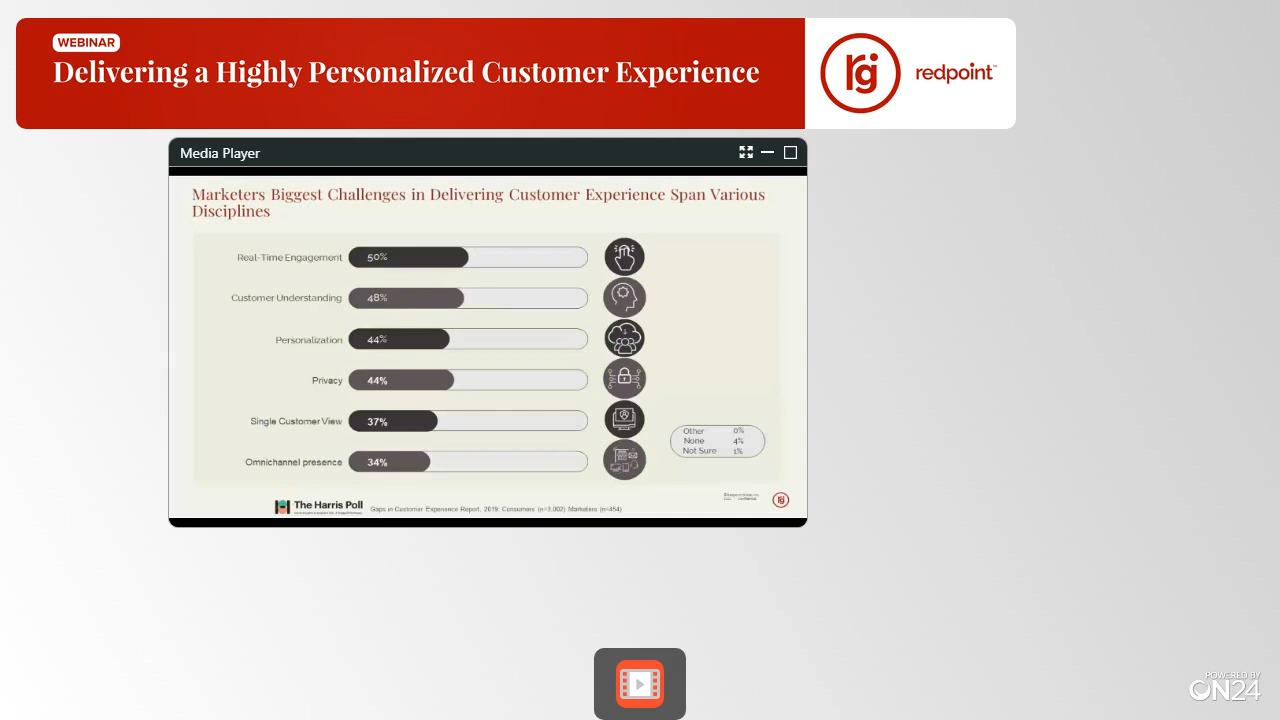 WEBINAR
Delivering a Highly Personalized Customer Experience
rg
redpoint™
Media Player
Marketers Biggest Challenges in Delivering Customer Experience Span Various
Disciplines
Real-Time Engagement 50%
Customer Understanding 48%
Personalization 44%
Privacy 44%
Single Customer View 37%
Omnichannel presence 34%
Other 0%
None 4%
Not Sure 1%
The Harris Poll
Gaps in Customer Experience Report, 2019: Consumers (n=3,002) Marketers (n=454)
rg
POWERED BY
ON24